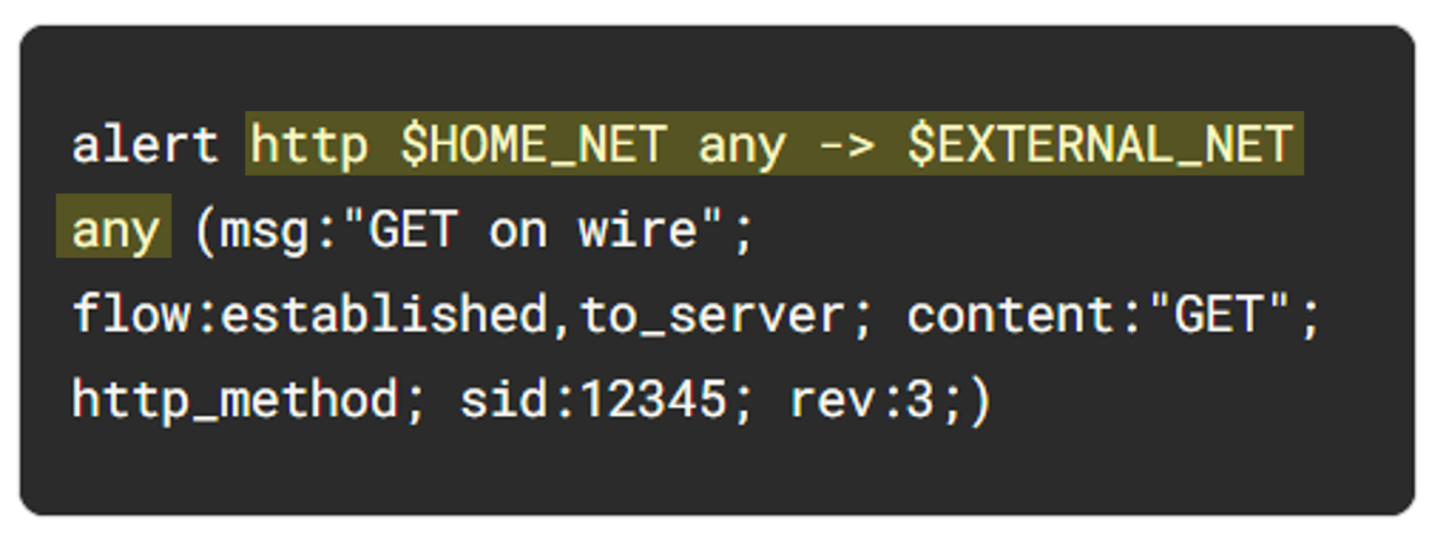 alert http $HOME_NET any -> $EXTERNAL_NET
any (msg:"GET on wire";
flow:established,to_server; content:"GET";
http_method; sid:12345; rev:3;)